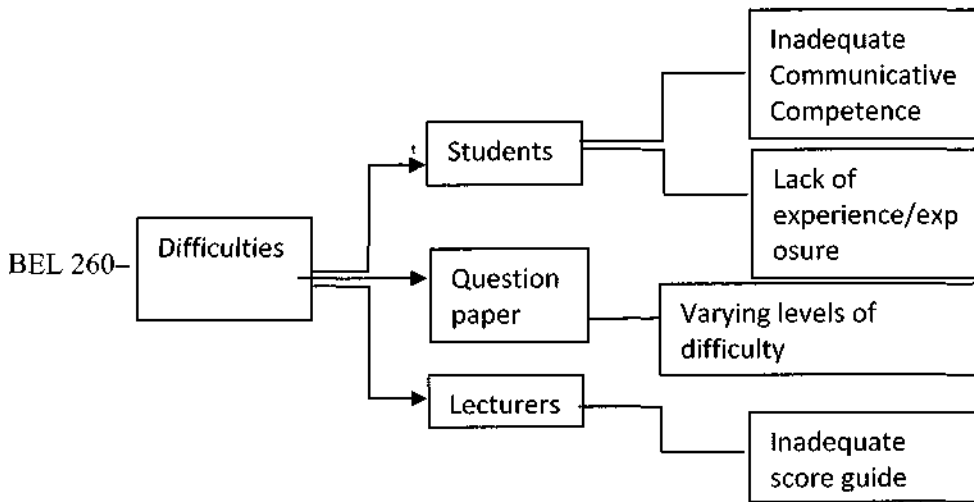 BEL 260–
Difficulties
Students
Inadequate
Communicative
Competence
Lack of
experience/exp
osure
Question
paper
Varying levels of
difficulty
Lecturers
Inadequate
score guide